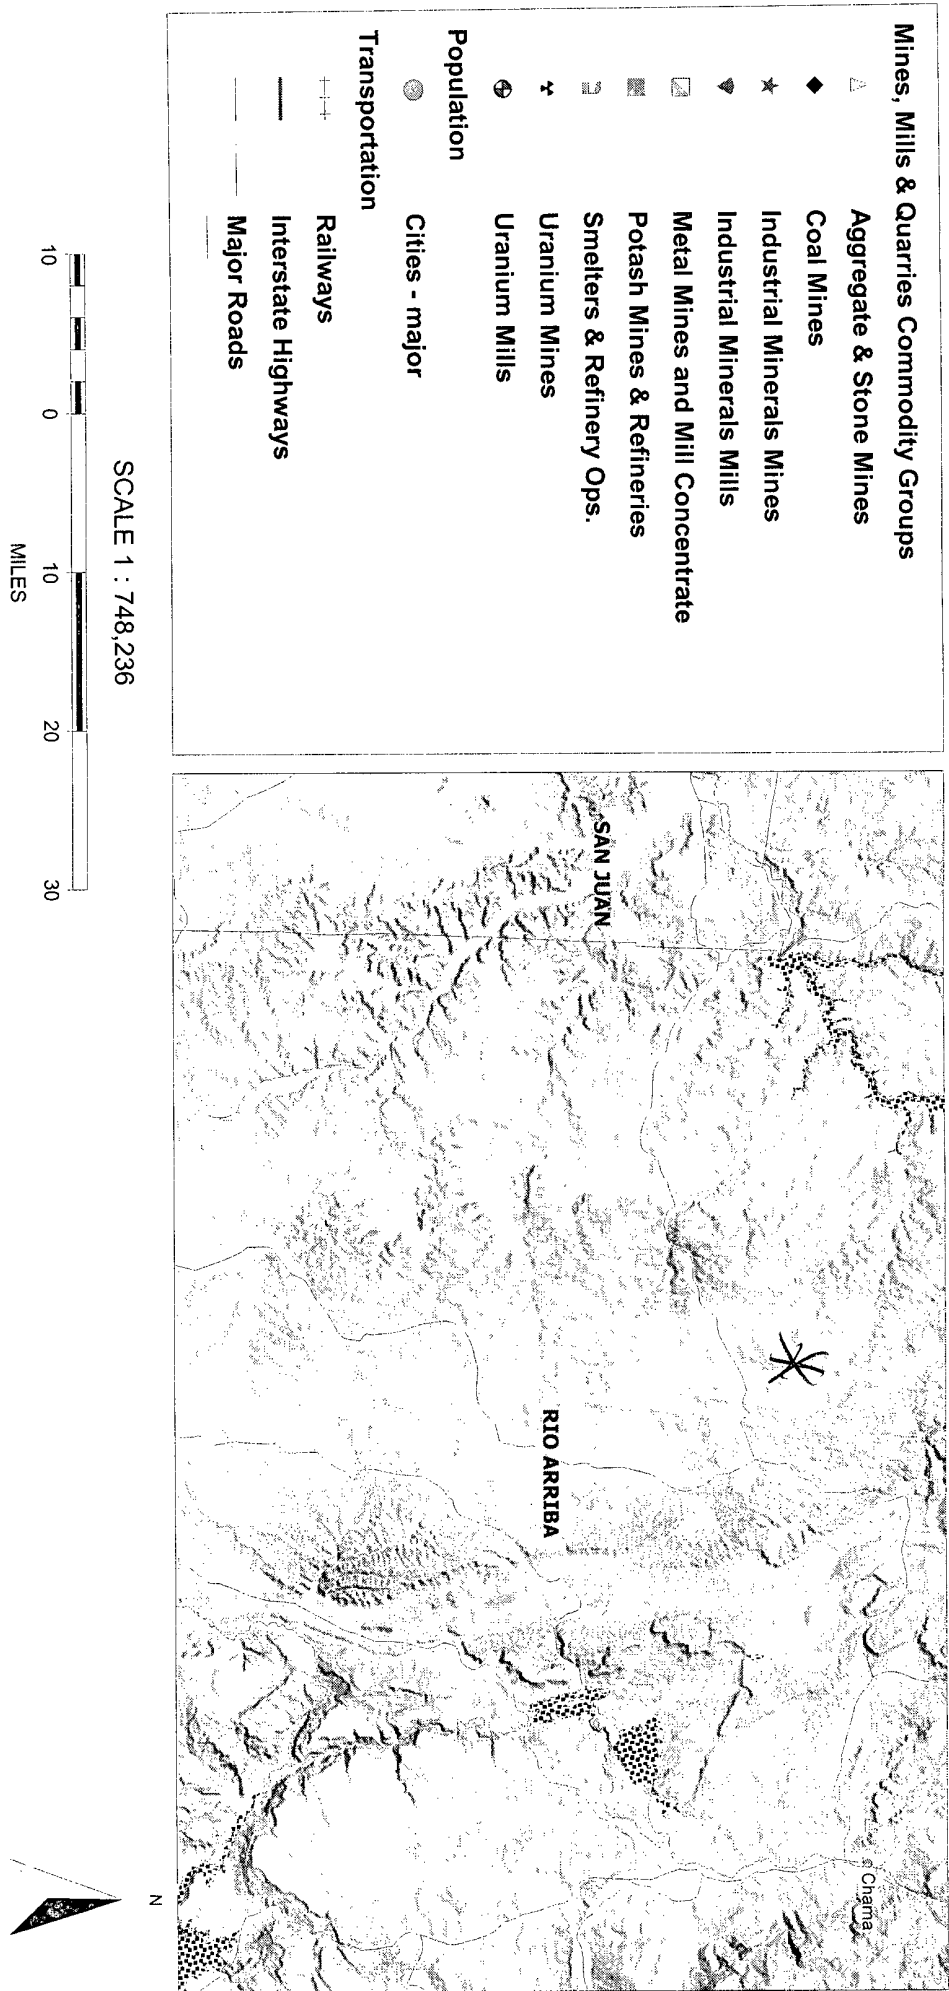 Mines, Mills & Quarries Commodity Groups
Aggregate & Stone Mines
Coal Mines
Industrial Minerals Mines
Industrial Minerals Mills
Metal Mines and Mill Concentrate
Potash Mines & Refineries
Smelters & Refinery Ops.
Uranium Mines
Uranium Mills
Population
Cities - major
Transportation
Railways
Interstate Highways
Major Roads
SCALE 1 : 748,236
10 0 10 20 30
MILES
SAN JUAN
RIO ARRIBA
Chama
N